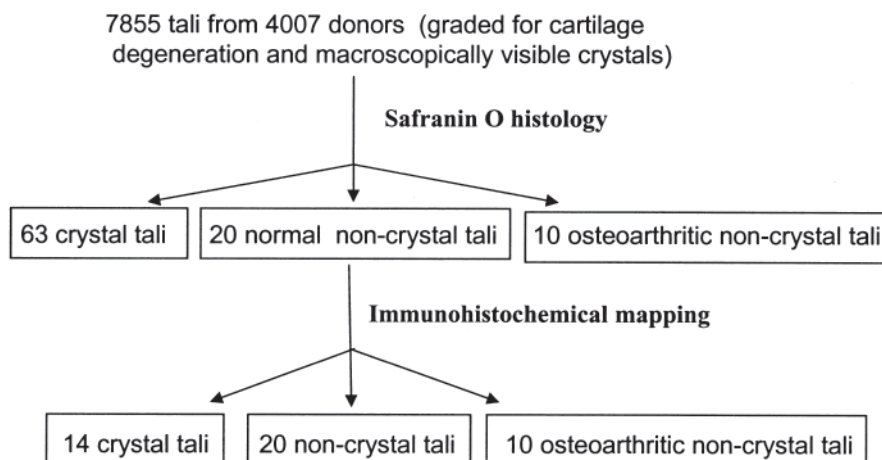 7855 tali from 4007 donors (graded for cartilage
degeneration and macroscopically visible crystals)
Safranin O histology
63 crystal tali
20 normal non-crystal tali
10 osteoarthritic non-crystal tali
Immunohistochemical mapping
14 crystal tali
20 non-crystal tali
10 osteoarthritic non-crystal tali